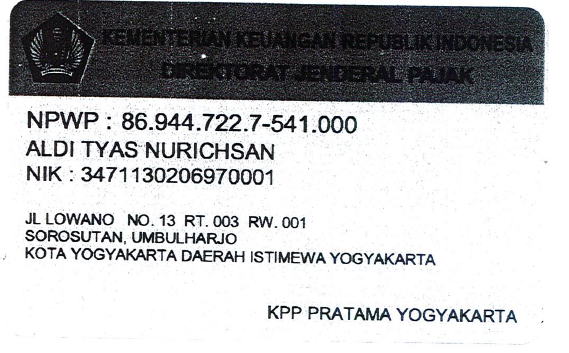 KEMENTERIAN KEUANGAN REPUBLIK INDONESIA
DIREKTORAT JENDERAL PAJAK
NPWP : 86.944.722.7-541.000
ALDI TYAS NURICHSAN
NIK : 3471130206970001
JL LOWANO NO. 13 RT. 003 RW. 001
SOROSUTAN, UMBULHARJO
KOTA YOGYAKARTA DAERAH ISTIMEWA YOGYAKARTA
KPP PRATAMA YOGYAKARTA